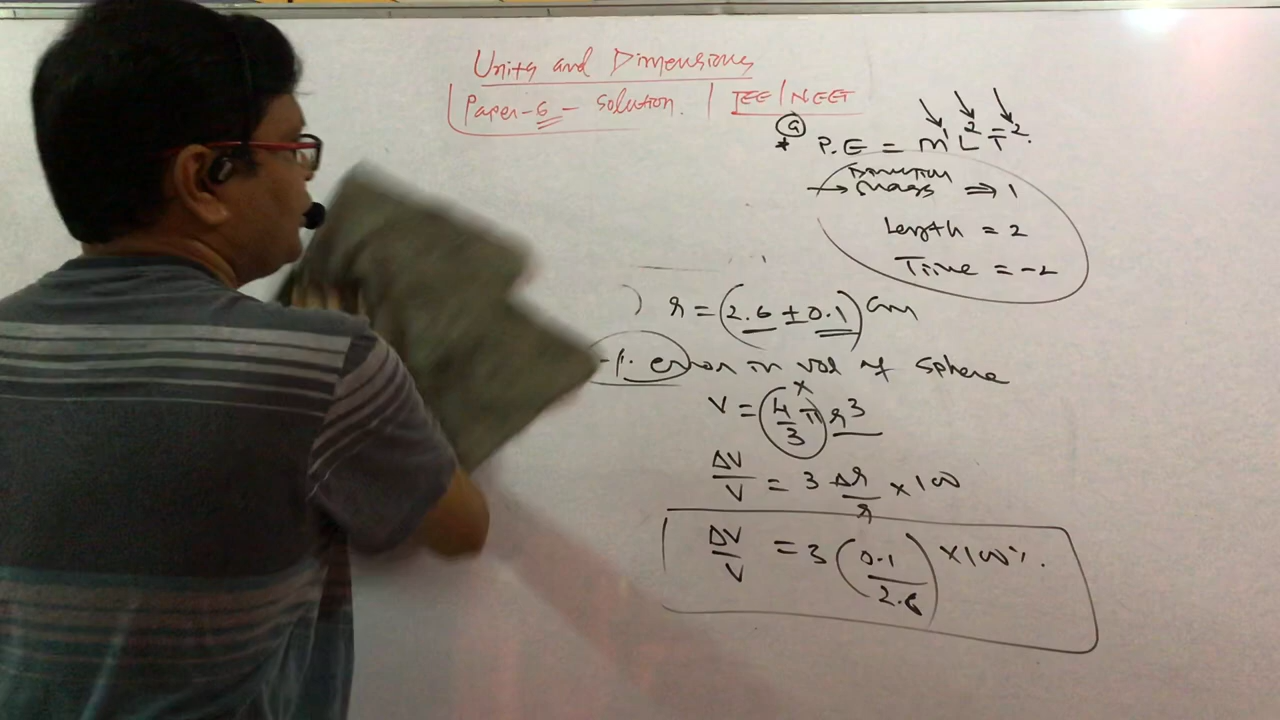 Units and Dimensions
Paper-6 - Solution. | JEE/NEET
9
* P.E = M¹ L² T⁻².
Dimension
→ mass ⇒ 1
Length = 2
Time = -2
) r = (2.6 ± 0.1) cm
-1. error in vol of sphere
V = (4/3 π) r³
ΔV/V = 3 Δr/r × 100
ΔV/V = 3 (0.1/2.6) × 100%.